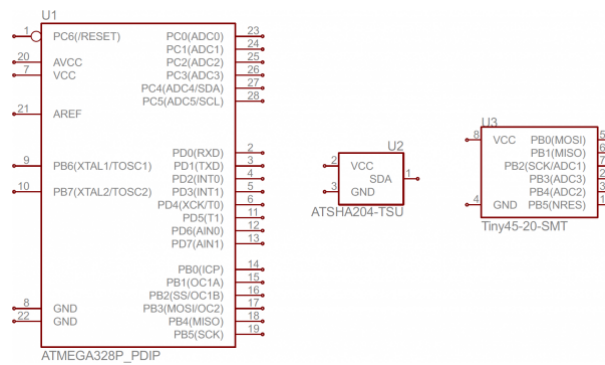 U1
1 PC6(/RESET) PC0(ADC0) 23
PC1(ADC1) 24
20 AVCC PC2(ADC2) 25
7 VCC PC3(ADC3) 26
PC4(ADC4/SDA) 27
PC5(ADC5/SCL) 28
21 AREF
PD0(RXD) 2
9 PB6(XTAL1/TOSC1) PD1(TXD) 3
PD2(INT0) 4
10 PB7(XTAL2/TOSC2) PD3(INT1) 5
PD4(XCK/T0) 6
PD5(T1) 11
PD6(AIN0) 12
PD7(AIN1) 13
PB0(ICP) 14
PB1(OC1A) 15
PB2(SS/OC1B) 16
8 GND PB3(MOSI/OC2) 17
22 GND PB4(MISO) 18
PB5(SCK) 19
ATMEGA328P_PDIP
U2
2 VCC
SDA 1
3 GND
ATSHA204-TSU
U3
8 VCC PB0(MOSI) 5
PB1(MISO) 6
PB2(SCK/ADC1) 7
PB3(ADC3) 2
PB4(ADC2) 3
4 GND PB5(NRES) 1
Tiny45-20-SMT